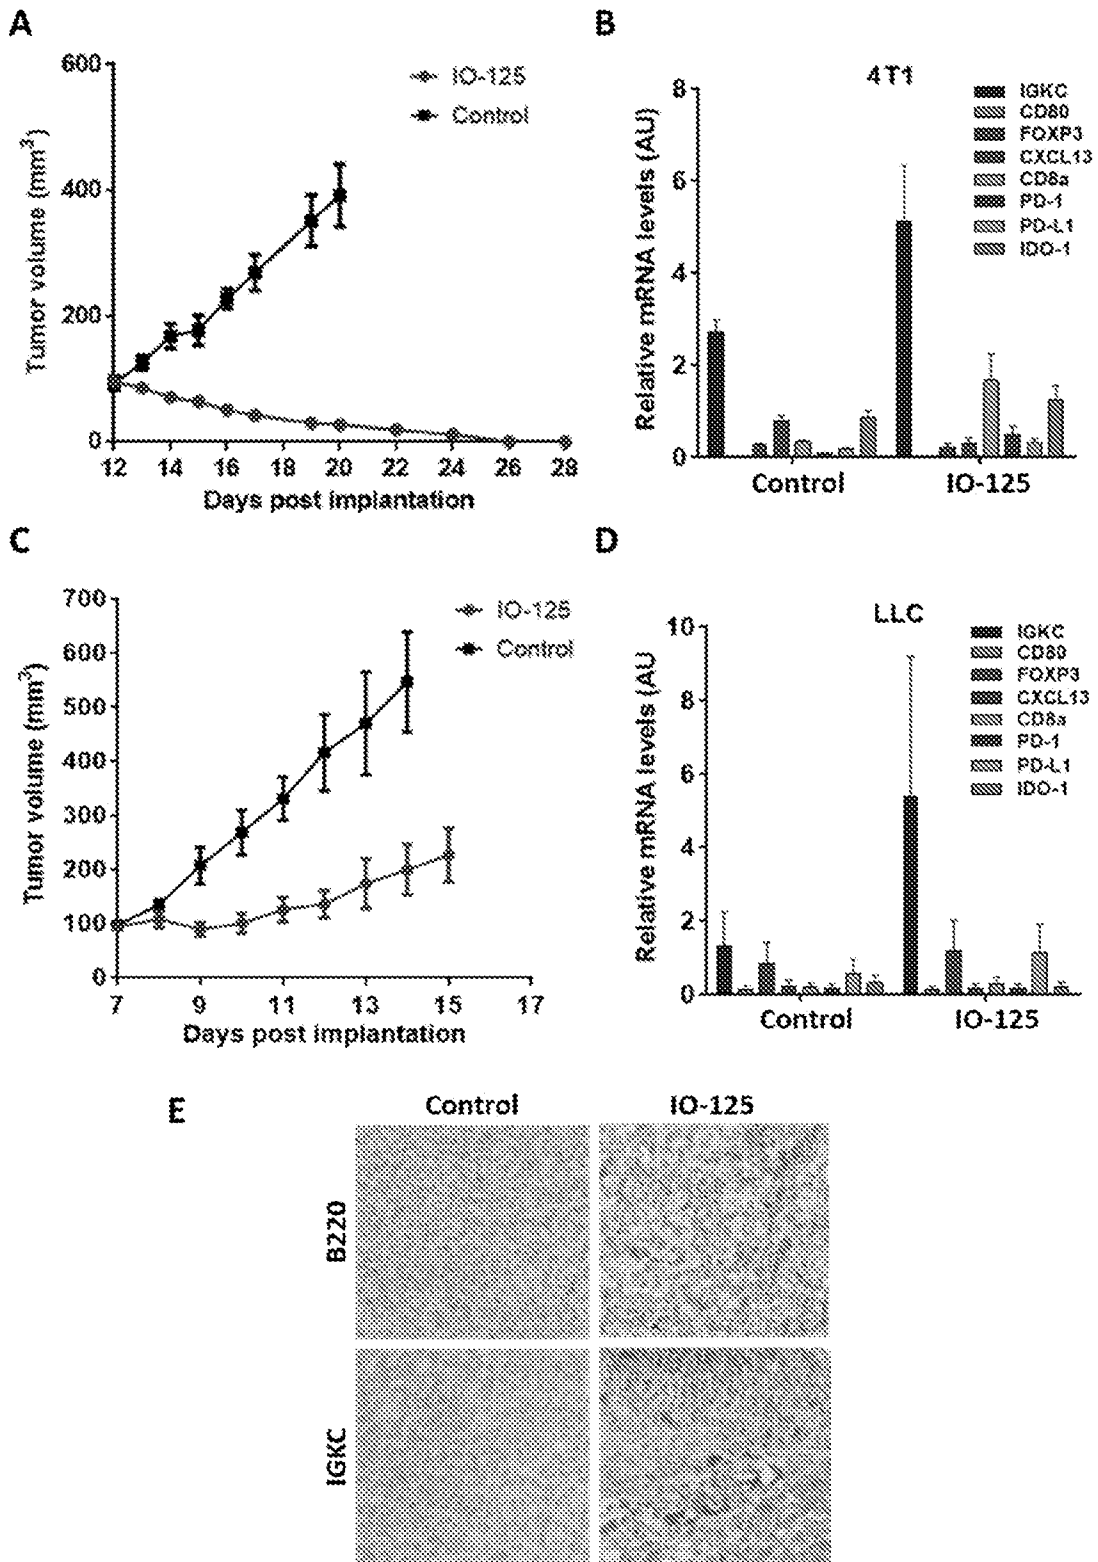 A
600
400
200
0
Tumor volume (mm³)
IO-125
Control
12 14 16 18 20 22 24 26 28
Days post implantation
B
4T1
8
6
4
2
0
Relative mRNA levels (AU)
IGKC
CD80
FOXP3
CXCL13
CD8a
PD-1
PD-L1
IDO-1
Control IO-125
C
700
600
500
400
300
200
100
0
Tumor volume (mm³)
IO-125
Control
7 9 11 13 15 17
Days post implantation
D
LLC
10
8
6
4
2
0
Relative mRNA levels (AU
IGKC
CD80
FOXP3
CXCL13
CD8a
PD-1
PD-L1
IDO-1
Control IO-125
E
Control IO-125
B220
IGKC